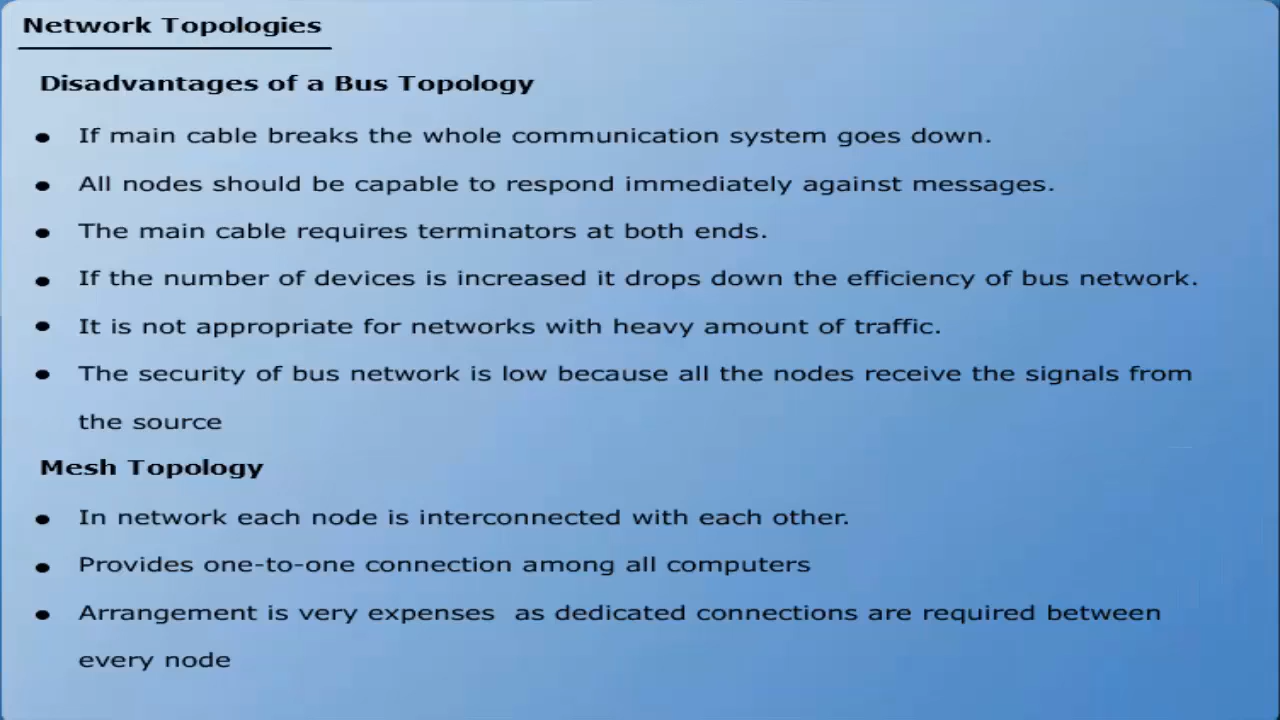 Network Topologies
Disadvantages of a Bus Topology
● If main cable breaks the whole communication system goes down.
● All nodes should be capable to respond immediately against messages.
● The main cable requires terminators at both ends.
● If the number of devices is increased it drops down the efficiency of bus network.
● It is not appropriate for networks with heavy amount of traffic.
● The security of bus network is low because all the nodes receive the signals from
the source
Mesh Topology
● In network each node is interconnected with each other.
● Provides one-to-one connection among all computers
● Arrangement is very expenses  as dedicated connections are required between
every node